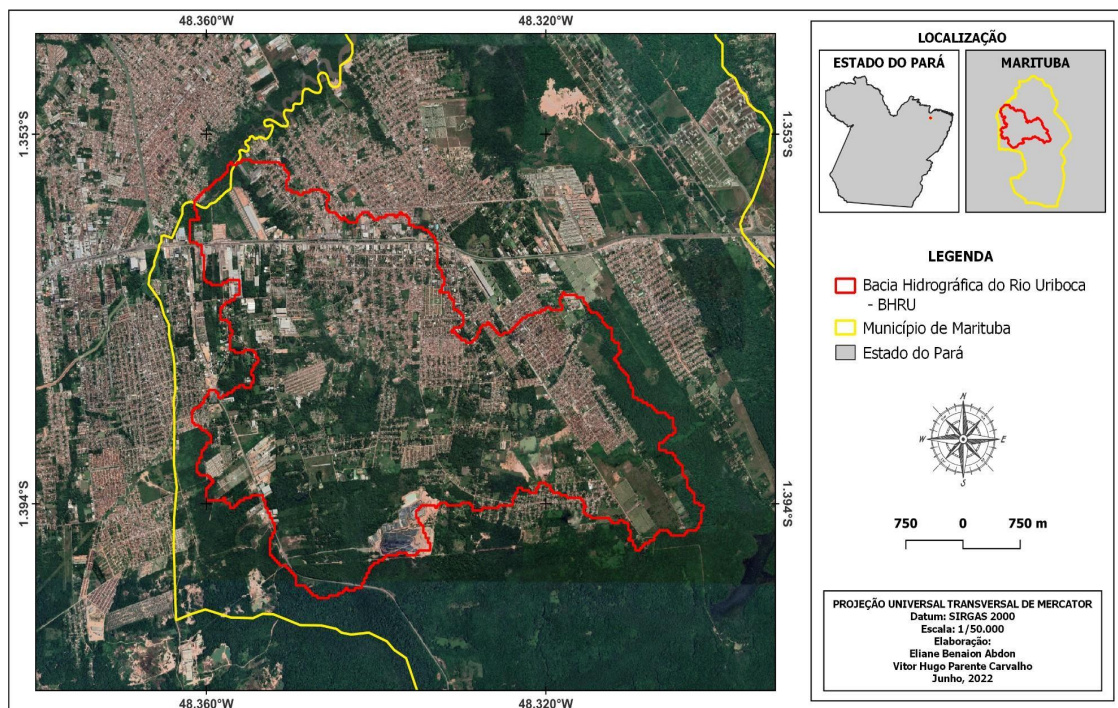 48.360°W
48.320°W
1.353°S
1.353°S
1.394°S
1.394°S
48.360°W
48.320°W
LOCALIZAÇÃO
ESTADO DO PARÁ
MARITUBA
LEGENDA
Bacia Hidrográfica do Rio Uriboca
- BHRU
Município de Marituba
Estado do Pará
N
W
E
S
750 0 750 m
PROJEÇÃO UNIVERSAL TRANSVERSAL DE MERCATOR
Datum: SIRGAS 2000
Escala: 1/50.000
Elaboração:
Eliane Benaion Abdon
Vitor Hugo Parente Carvalho
Junho, 2022